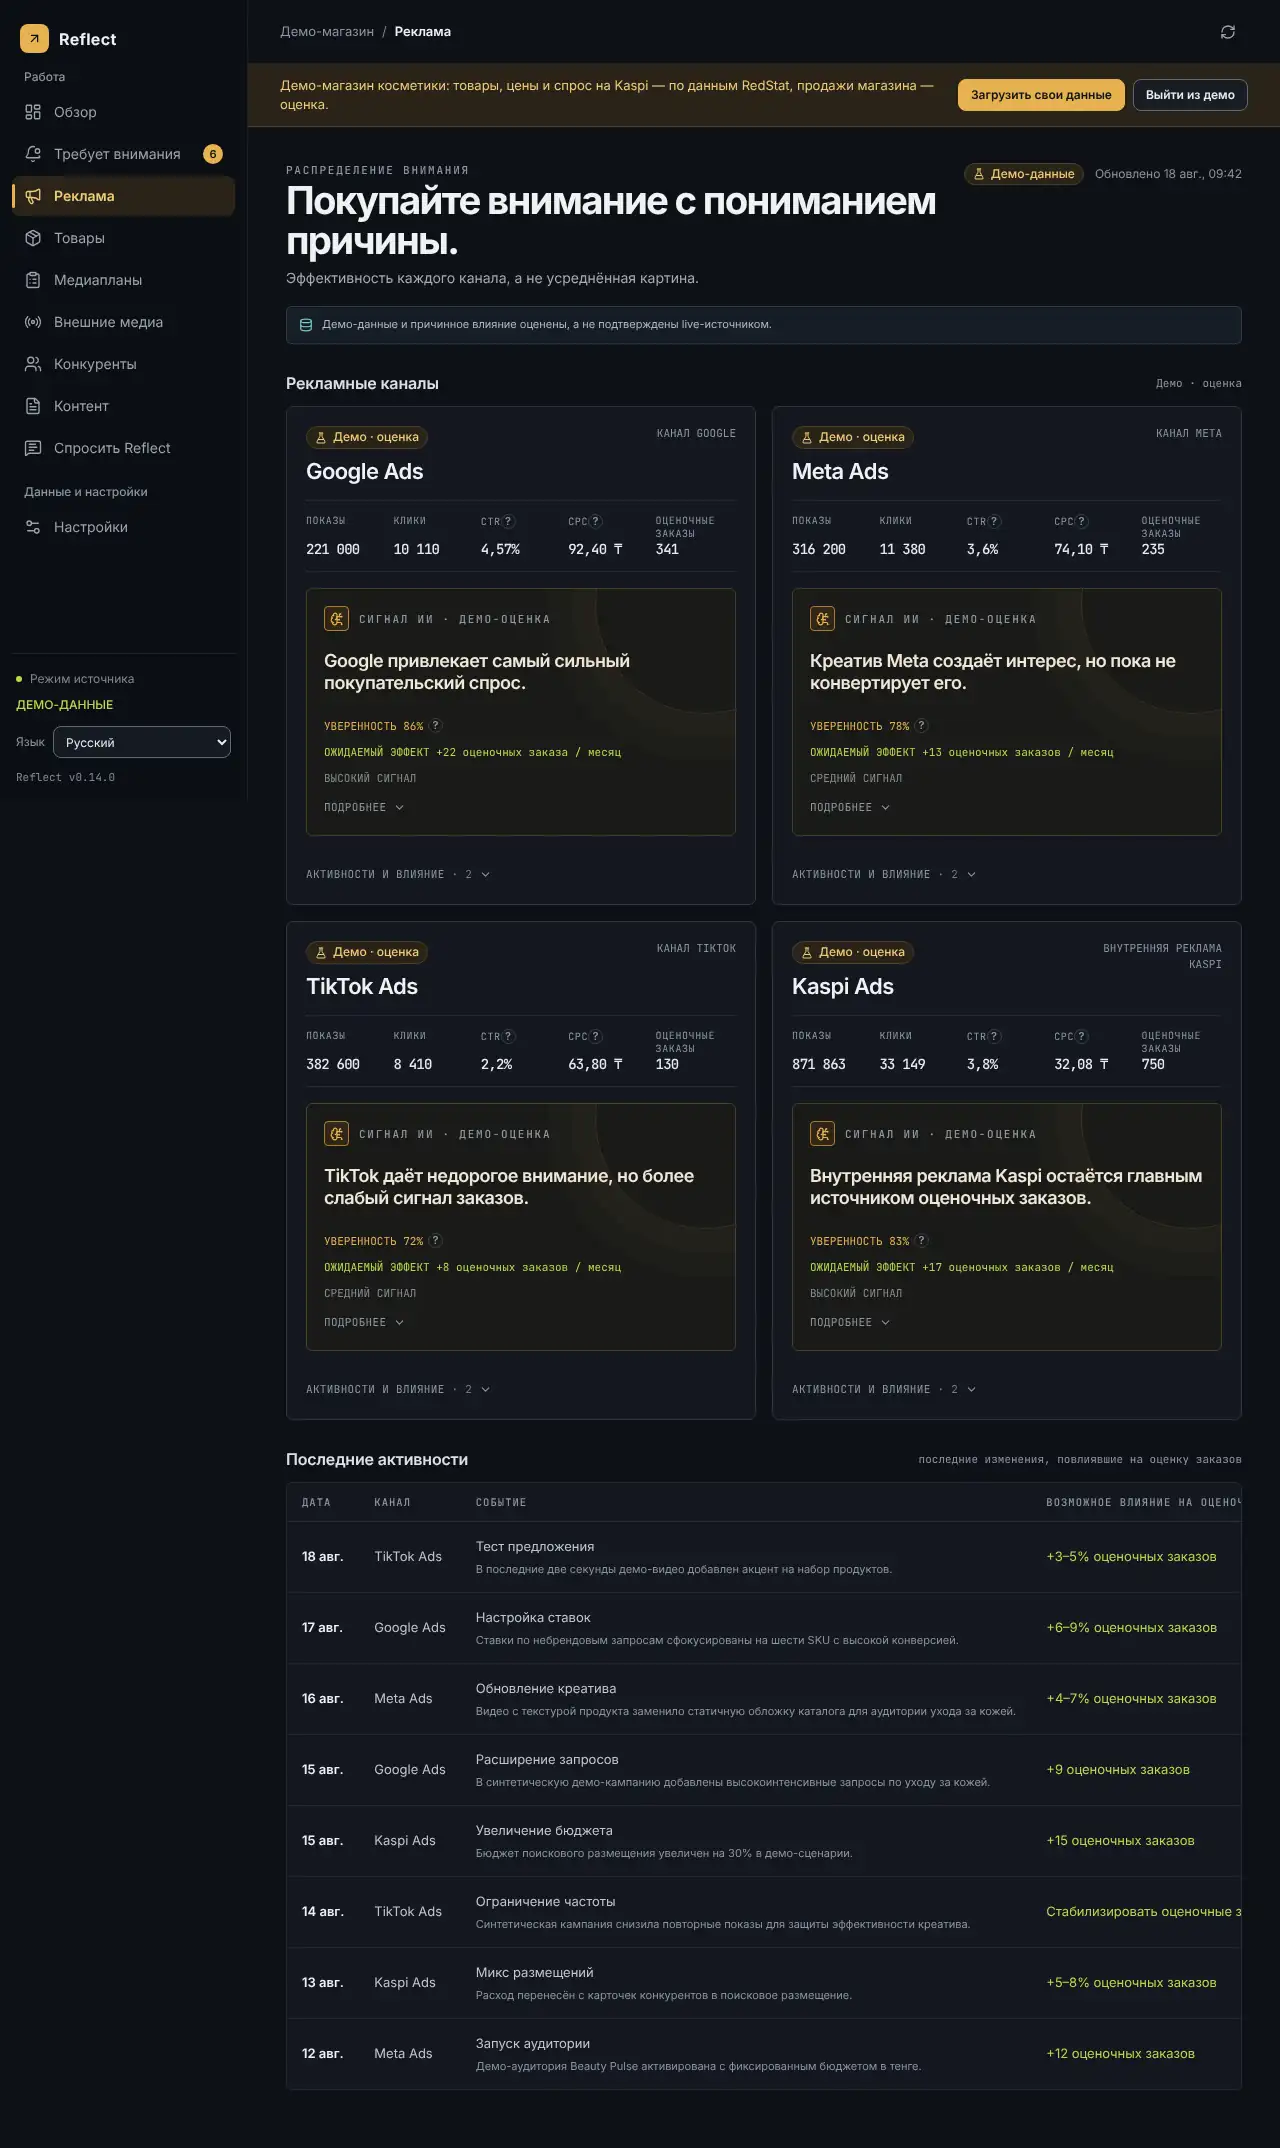 Reflect
Работа
Обзор
Требует внимания 6
Реклама
Товары
Медиапланы
Внешние медиа
Конкуренты
Контент
Спросить Reflect
Данные и настройки
Настройки
Режим источника
ДЕМО-ДАННЫЕ
Язык Русский
Reflect v0.14.0
Демо-магазин / Реклама
Демо-магазин косметики: товары, цены и спрос на Kaspi — по данным RedStat, продажи магазина —
оценка.
Загрузить свои данные
Выйти из демо
РАСПРЕДЕЛЕНИЕ ВНИМАНИЯ
Покупайте внимание с пониманием
причины.
Эффективность каждого канала, а не усреднённая картина.
Демо-данные Обновлено 18 авг., 09:42
Демо-данные и причинное влияние оценены, а не подтверждены live-источником.
Рекламные каналы
Демо · оценка
Демо · оценка
КАНАЛ GOOGLE
Google Ads
ПОКАЗЫ КЛИКИ CTR ? CPC ? ОЦЕНОЧНЫЕ
ЗАКАЗЫ
221 000 10 110 4,57% 92,40 ₸ 341
СИГНАЛ ИИ · ДЕМО-ОЦЕНКА
Google привлекает самый сильный
покупательский спрос.
УВЕРЕННОСТЬ 86% ?
ОЖИДАЕМЫЙ ЭФФЕКТ +22 оценочных заказа / месяц
ВЫСОКИЙ СИГНАЛ
ПОДРОБНЕЕ
АКТИВНОСТИ И ВЛИЯНИЕ · 2
Демо · оценка
КАНАЛ META
Meta Ads
ПОКАЗЫ КЛИКИ CTR ? CPC ? ОЦЕНОЧНЫЕ
ЗАКАЗЫ
316 200 11 380 3,6% 74,10 ₸ 235
СИГНАЛ ИИ · ДЕМО-ОЦЕНКА
Креатив Meta создаёт интерес, но пока не
конвертирует его.
УВЕРЕННОСТЬ 78% ?
ОЖИДАЕМЫЙ ЭФФЕКТ +13 оценочных заказов / месяц
СРЕДНИЙ СИГНАЛ
ПОДРОБНЕЕ
АКТИВНОСТИ И ВЛИЯНИЕ · 2
Демо · оценка
КАНАЛ TIKTOK
TikTok Ads
ПОКАЗЫ КЛИКИ CTR ? CPC ? ОЦЕНОЧНЫЕ
ЗАКАЗЫ
382 600 8 410 2,2% 63,80 ₸ 130
СИГНАЛ ИИ · ДЕМО-ОЦЕНКА
TikTok даёт недорогое внимание, но более
слабый сигнал заказов.
УВЕРЕННОСТЬ 72% ?
ОЖИДАЕМЫЙ ЭФФЕКТ +8 оценочных заказов / месяц
СРЕДНИЙ СИГНАЛ
ПОДРОБНЕЕ
АКТИВНОСТИ И ВЛИЯНИЕ · 2
Демо · оценка
ВНУТРЕННЯЯ РЕКЛАМА
KASPI
Kaspi Ads
ПОКАЗЫ КЛИКИ CTR ? CPC ? ОЦЕНОЧНЫЕ
ЗАКАЗЫ
871 863 33 149 3,8% 32,08 ₸ 750
СИГНАЛ ИИ · ДЕМО-ОЦЕНКА
Внутренняя реклама Kaspi остаётся главным
источником оценочных заказов.
УВЕРЕННОСТЬ 83% ?
ОЖИДАЕМЫЙ ЭФФЕКТ +17 оценочных заказов / месяц
ВЫСОКИЙ СИГНАЛ
ПОДРОБНЕЕ
АКТИВНОСТИ И ВЛИЯНИЕ · 2
Последние активности
последние изменения, повлиявшие на оценку заказов
ДАТА КАНАЛ СОБЫТИЕ ВОЗМОЖНОЕ ВЛИЯНИЕ НА ОЦЕНОЧ
18 авг. TikTok Ads Тест предложения +3–5% оценочных заказов
В последние две секунды демо-видео добавлен акцент на набор продуктов.
17 авг. Google Ads Настройка ставок +6–9% оценочных заказов
Ставки по небрендовым запросам сфокусированы на шести SKU с высокой конверсией.
16 авг. Meta Ads Обновление креатива +4–7% оценочных заказов
Видео с текстурой продукта заменило статичную обложку каталога для аудитории ухода за кожей.
15 авг. Google Ads Расширение запросов +9 оценочных заказов
В синтетическую демо-кампанию добавлены высокоинтенсивные запросы по уходу за кожей.
15 авг. Kaspi Ads Увеличение бюджета +15 оценочных заказов
Бюджет поискового размещения увеличен на 30% в демо-сценарии.
14 авг. TikTok Ads Ограничение частоты Стабилизировать оценочные з
Синтетическая кампания снизила повторные показы для защиты эффективности креатива.
13 авг. Kaspi Ads Микс размещений +5–8% оценочных заказов
Расход перенесён с карточек конкурентов в поисковое размещение.
12 авг. Meta Ads Запуск аудитории +12 оценочных заказов
Демо-аудитория Beauty Pulse активирована с фиксированным бюджетом в тенге.